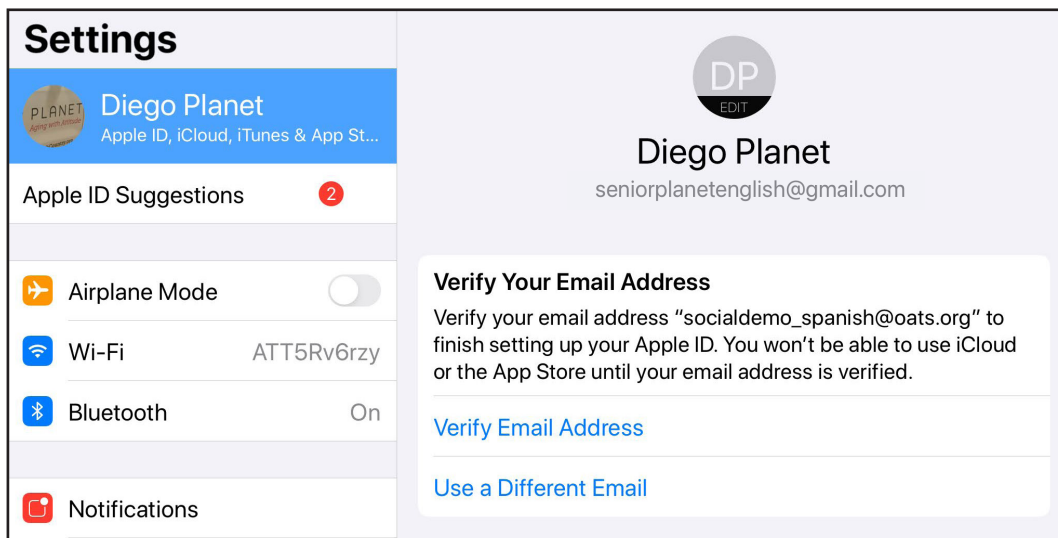 Settings
PLANET
Aging with Attitude
Diego Planet
Apple ID, iCloud, iTunes & App St...
Apple ID Suggestions
2
Airplane Mode
Wi-Fi
ATT5Rv6rzy
Bluetooth
On
Notifications
DP
EDIT
Diego Planet
seniorplanetenglish@gmail.com
Verify Your Email Address
Verify your email address “socialdemo_spanish@oats.org” to
finish setting up your Apple ID. You won’t be able to use iCloud
or the App Store until your email address is verified.
Verify Email Address
Use a Different Email